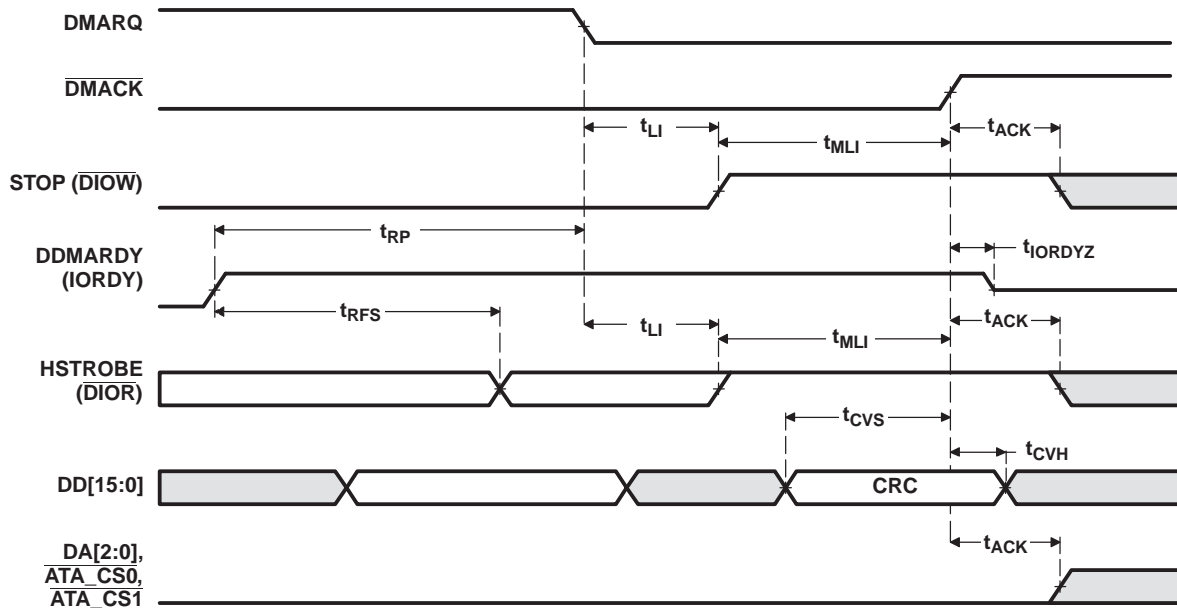 DMARQ
DMACK
tLI
tMLI
tACK
STOP (DIOW)
tRP
DDMARDY
(IORDY)
tIORDYZ
tRFS
tLI
tMLI
tACK
HSTROBE
(DIOR)
tCVS
tCVH
DD[15:0]
CRC
DA[2:0],
ATA_CS0,
ATA_CS1
tACK